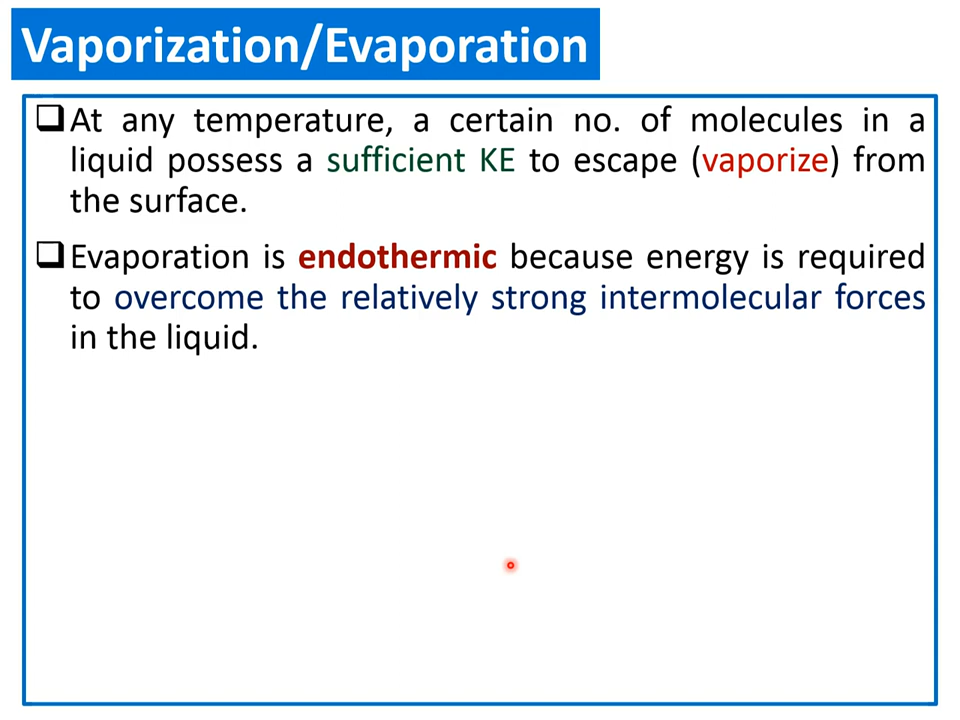 Vaporization/Evaporation
At any temperature, a certain no. of molecules in a
liquid possess a sufficient KE to escape (vaporize) from
the surface.
Evaporation is endothermic because energy is required
to overcome the relatively strong intermolecular forces
in the liquid.